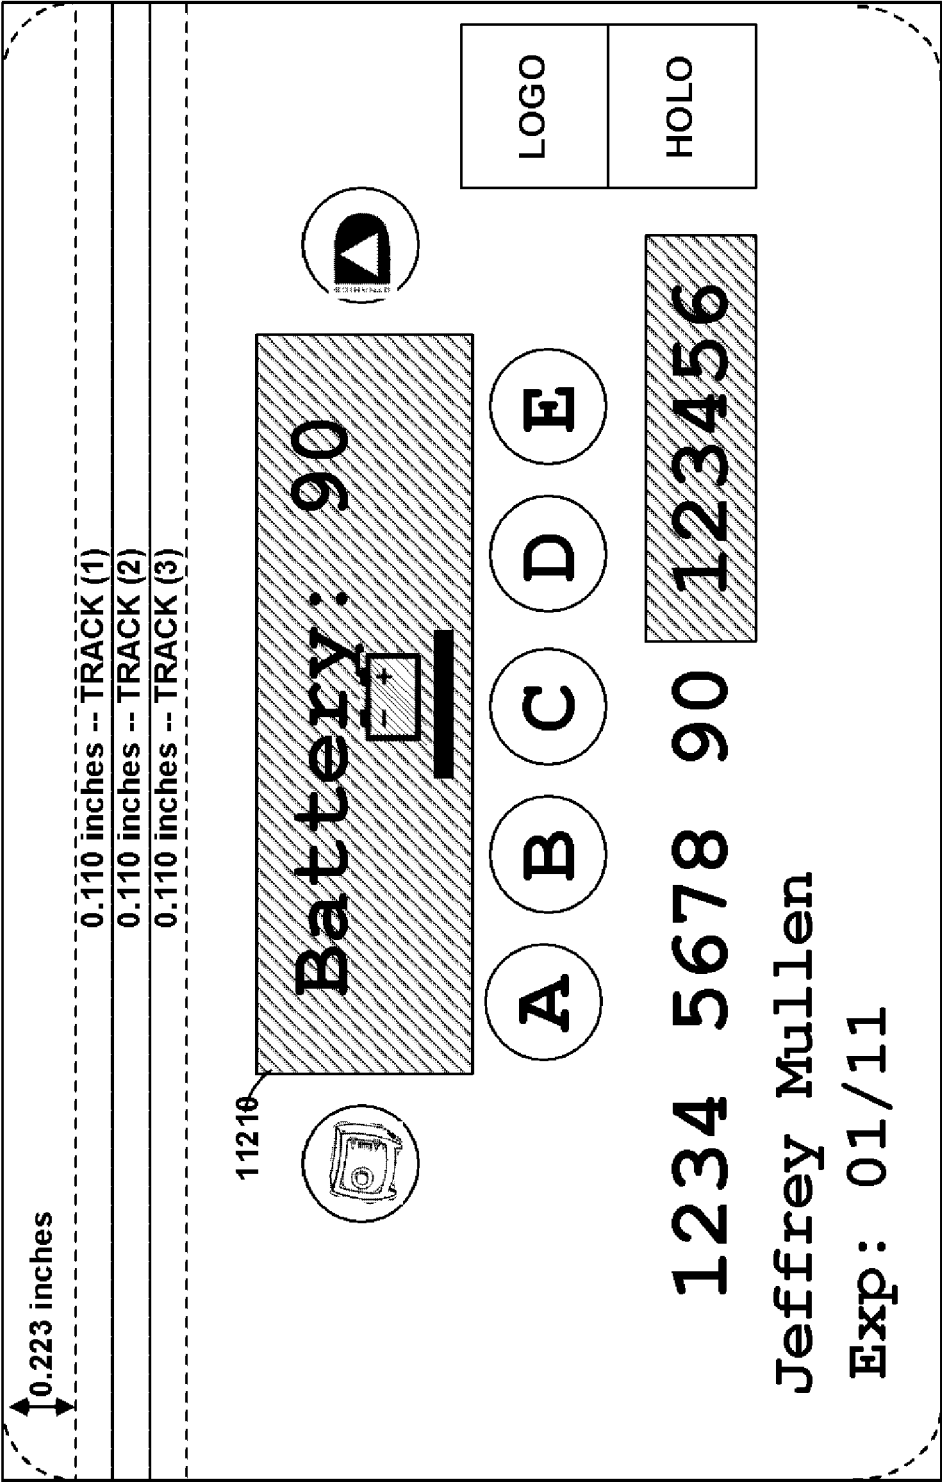 0.223 inches
0.110 inches -- TRACK (1)
0.110 inches -- TRACK (2)
0.110 inches -- TRACK (3)
11210
Battery: 90
- +
A B C D E
LOGO
HOLO
1234 5678 90 123456
Jeffrey Mullen
Exp: 01/11